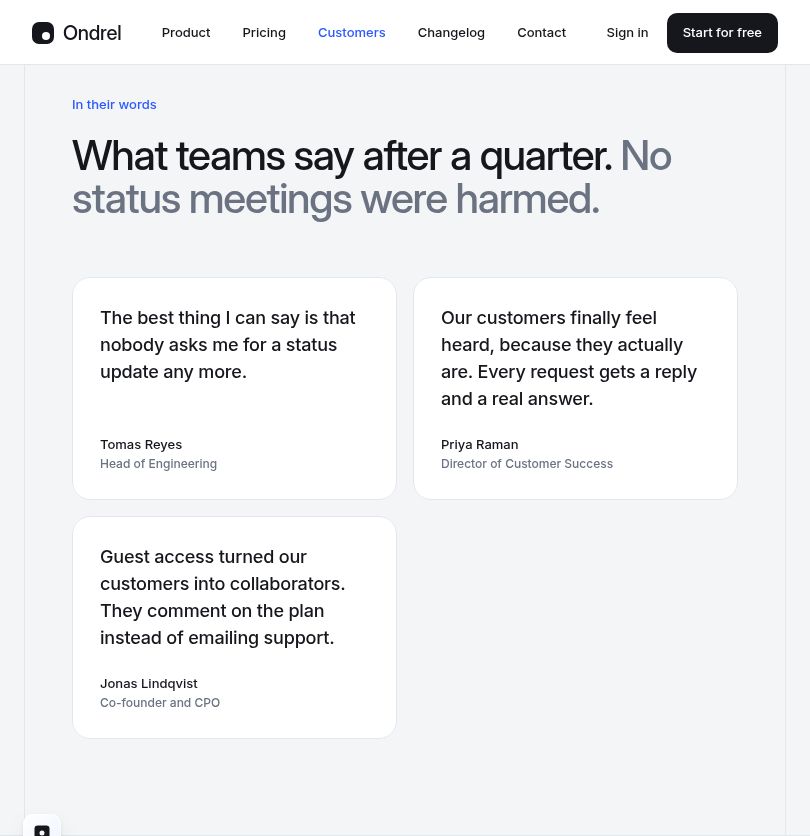 Ondrel
Product
Pricing
Customers
Changelog
Contact
Sign in
Start for free
In their words
What teams say after a quarter. No
status meetings were harmed.
The best thing I can say is that
nobody asks me for a status
update any more.
Tomas Reyes
Head of Engineering
Our customers finally feel
heard, because they actually
are. Every request gets a reply
and a real answer.
Priya Raman
Director of Customer Success
Guest access turned our
customers into collaborators.
They comment on the plan
instead of emailing support.
Jonas Lindqvist
Co-founder and CPO